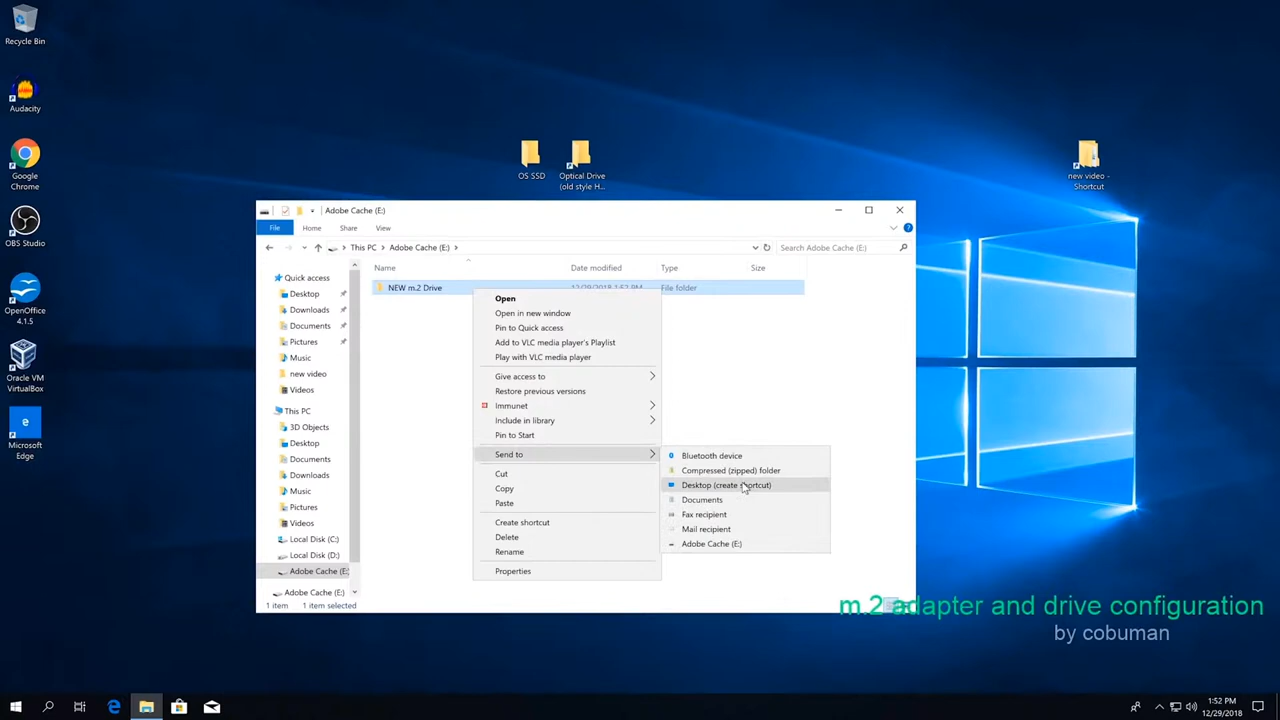 Recycle Bin
Audacity
Google
Chrome
OBS Studio
OpenOffice
4.1.5
Oracle VM
VirtualBox
e
Microsoft
Edge
OS SSD
Optical Drive
(old style H...
new video -
Shortcut
Adobe Cache (E:)
File
Home
Share
View
This PC
Adobe Cache (E:)
Search Adobe Cache (E:)
Name
Date modified
Type
Size
NEW m.2 Drive
12/29/2018 1:52 PM
File folder
Quick access
Desktop
Downloads
Documents
Pictures
Music
new video
Videos
This PC
3D Objects
Desktop
Documents
Downloads
Music
Pictures
Videos
Local Disk (C:)
Local Disk (D:)
Adobe Cache (E:
Adobe Cache (E:)
1 item
1 item selected
Open
Open in new window
Pin to Quick access
Add to VLC media player's Playlist
Play with VLC media player
Give access to
Restore previous versions
Immunet
Include in library
Pin to Start
Send to
Cut
Copy
Paste
Create shortcut
Delete
Rename
Properties
Bluetooth device
Compressed (zipped) folder
Desktop (create shortcut)
Documents
Fax recipient
Mail recipient
Adobe Cache (E:)
m.2 adapter and drive configuration
by cobuman
1:52 PM
12/29/2018